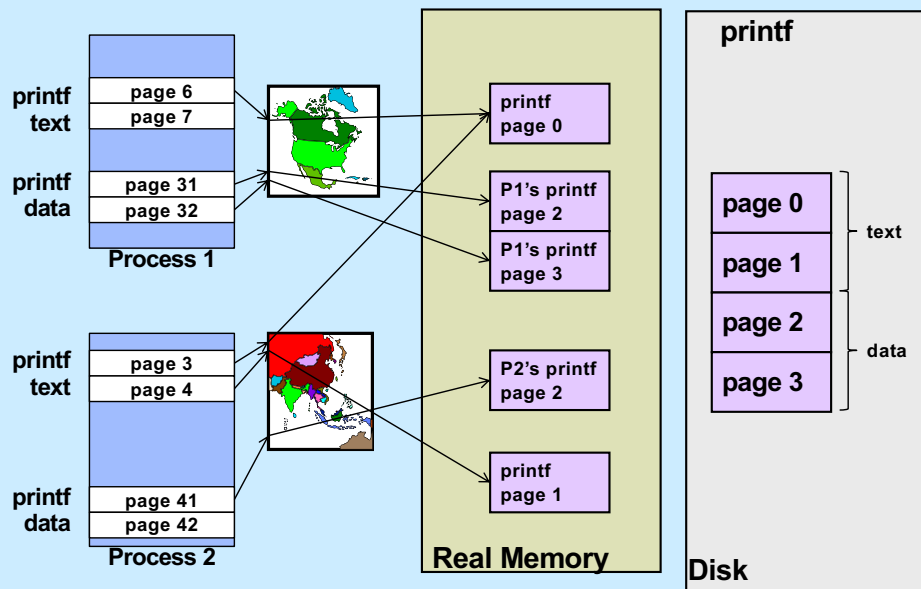 printf
text
page 6
page 7
printf
data
page 31
page 32
Process 1
printf
text
page 3
page 4
printf
data
page 41
page 42
Process 2
printf
page 0
P1's printf
page 2
P1's printf
page 3
P2's printf
page 2
printf
page 1
Real Memory
printf
page 0
page 1
page 2
page 3
text
data
Disk